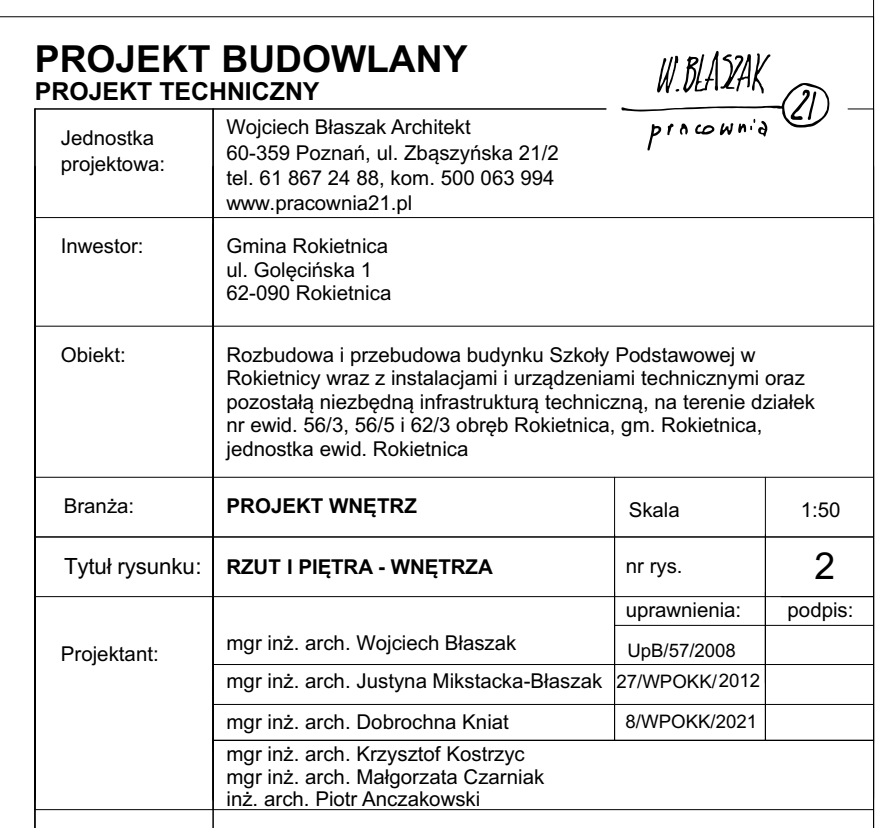 PROJEKT BUDOWLANY
PROJEKT TECHNICZNY
W. BŁASZAK
pracownia
21
Jednostka
projektowa:
Wojciech Błaszak Architekt
60-359 Poznań, ul. Zbąszyńska 21/2
tel. 61 867 24 88, kom. 500 063 994
www.pracownia21.pl
Inwestor:
Gmina Rokietnica
ul. Golęcińska 1
62-090 Rokietnica
Obiekt:
Rozbudowa i przebudowa budynku Szkoły Podstawowej w
Rokietnicy wraz z instalacjami i urządzeniami technicznymi oraz
pozostałą niezbędną infrastrukturą techniczną, na terenie działek
nr ewid. 56/3, 56/5 i 62/3 obręb Rokietnica, gm. Rokietnica,
jednostka ewid. Rokietnica
Branża: PROJEKT WNĘTRZ Skala 1:50
Tytuł rysunku: RZUT I PIĘTRA - WNĘTRZA nr rys. 2
uprawnienia: podpis:
Projektant:
mgr inż. arch. Wojciech Błaszak UpB/57/2008
mgr inż. arch. Justyna Mikstacka-Błaszak 27/WPOKK/2012
mgr inż. arch. Dobrochna Kniat 8/WPOKK/2021
mgr inż. arch. Krzysztof Kostrzyc
mgr inż. arch. Małgorzata Czarniak
inż. arch. Piotr Anczakowski